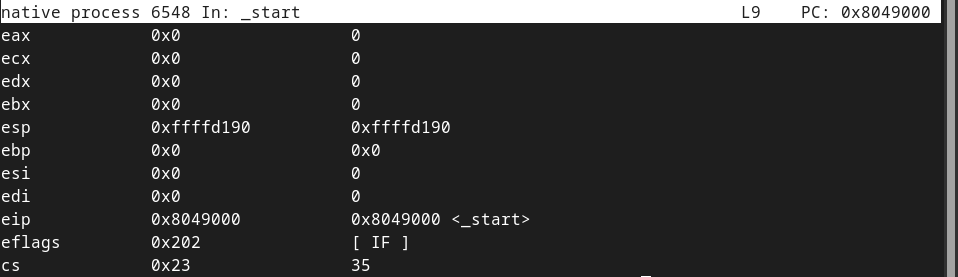 native process 6548 In: _start L9 PC: 0x8049000
eax 0x0 0
ecx 0x0 0
edx 0x0 0
ebx 0x0 0
esp 0xffffd190 0xffffd190
ebp 0x0 0x0
esi 0x0 0
edi 0x0 0
eip 0x8049000 0x8049000 <_start>
eflags 0x202 [ IF ]
cs 0x23 35